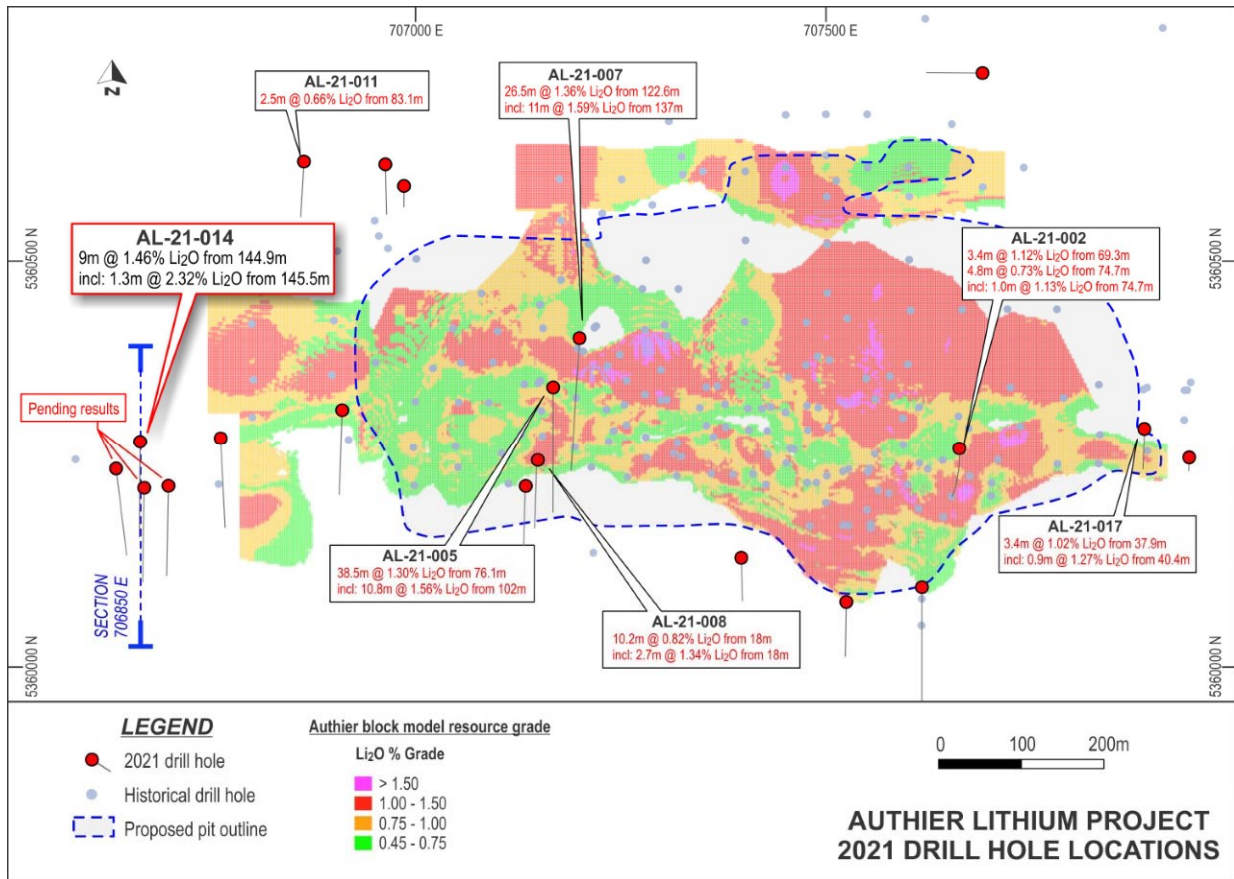 707000 E
707500 E
N
AL-21-011
2.5m @ 0.66% Li₂O from 83.1m
AL-21-007
26.5m @ 1.36% Li₂O from 122.6m
incl: 11m @ 1.59% Li₂O from 137m
AL-21-014
9m @ 1.46% Li₂O from 144.9m
incl: 1.3m @ 2.32% Li₂O from 145.5m
AL-21-002
3.4m @ 1.12% Li₂O from 69.3m
4.8m @ 0.73% Li₂O from 74.7m
incl: 1.0m @ 1.13% Li₂O from 74.7m
5360500 N
5360500 N
Pending results
AL-21-017
3.4m @ 1.02% Li₂O from 37.9m
incl: 0.9m @ 1.27% Li₂O from 40.4m
AL-21-005
38.5m @ 1.30% Li₂O from 76.1m
incl: 10.8m @ 1.56% Li₂O from 102m
SECTION
706850 E
AL-21-008
10.2m @ 0.82% Li₂O from 18m
incl: 2.7m @ 1.34% Li₂O from 18m
5360000 N
5360000 N
LEGEND
2021 drill hole
Historical drill hole
Proposed pit outline
Authier block model resource grade
Li₂O % Grade
> 1.50
1.00 - 1.50
0.75 - 1.00
0.45 - 0.75
0 100 200m
AUTHIER LITHIUM PROJECT
2021 DRILL HOLE LOCATIONS